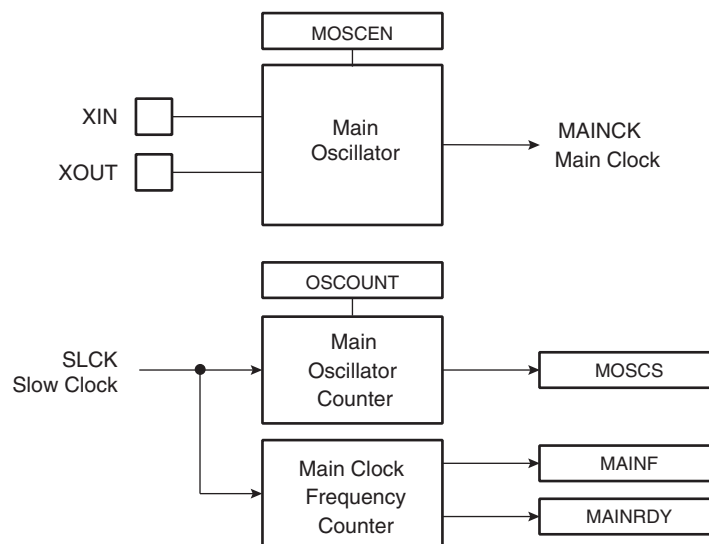 MOSCEN
XIN
XOUT
Main
Oscillator
MAINCK
Main Clock
OSCOUNT
SLCK
Slow Clock
Main
Oscillator
Counter
MOSCS
Main Clock
Frequency
Counter
MAINF
MAINRDY